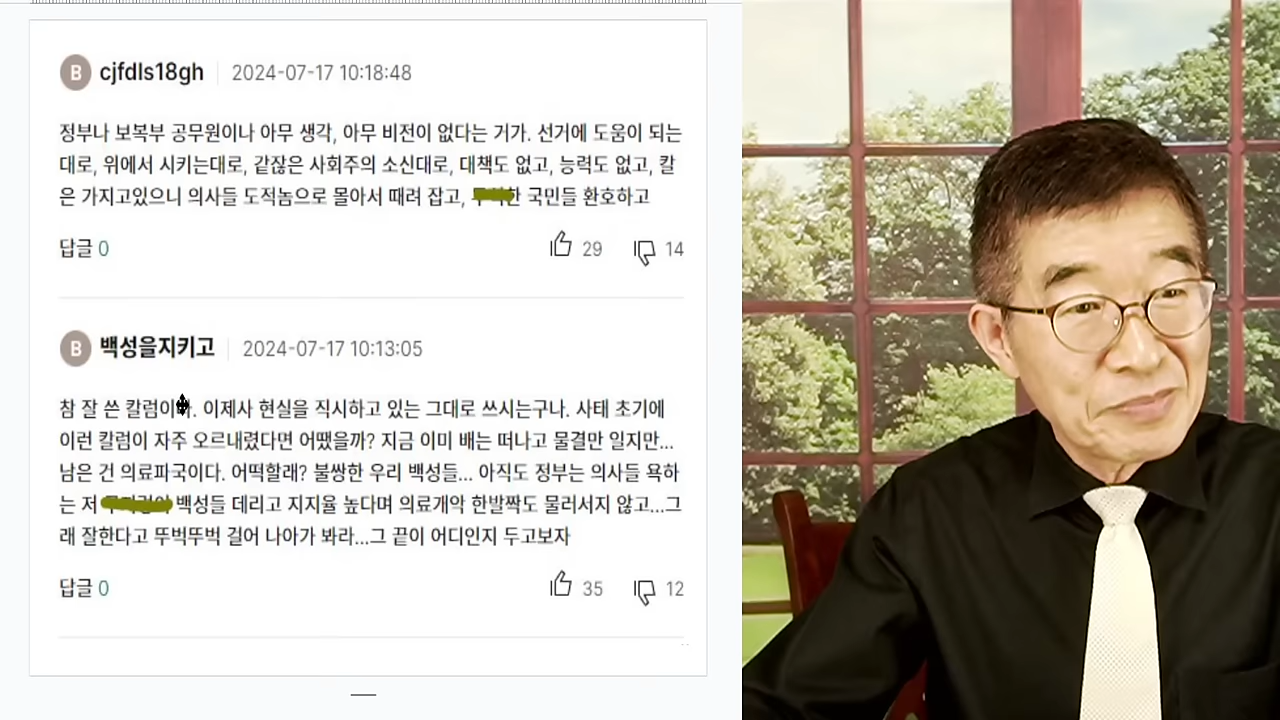 B cjfdls18gh 2024-07-17 10:18:48
정부나 보복부 공무원이나 아무 생각, 아무 비전이 없다는 거가. 선거에 도움이 되는
대로, 위에서 시키는대로, 같잖은 사회주의 소신대로, 대책도 없고, 능력도 없고, 칼
은 가지고있으니 의사들 도적놈으로 몰아서 때려 잡고, 한 국민들 환호하고
답글 0 29 14
B 백성을지키고 2024-07-17 10:13:05
참 잘 쓴 칼럼이 이제사 현실을 직시하고 있는 그대로 쓰시는구나. 사태 초기에
이런 칼럼이 자주 오르내렸다면 어땠을까? 지금 이미 배는 떠나고 물결만 일지만...
남은 건 의료파국이다. 어떡할래? 불쌍한 우리 백성들... 아직도 정부는 의사들 욕하
는 저 백성들 데리고 지지율 높다며 의료개악 한발짝도 물러서지 않고...그
래 잘한다고 뚜벅뚜벅 걸어 나아가 봐라...그 끝이 어디인지 두고보자
답글 0 35 12